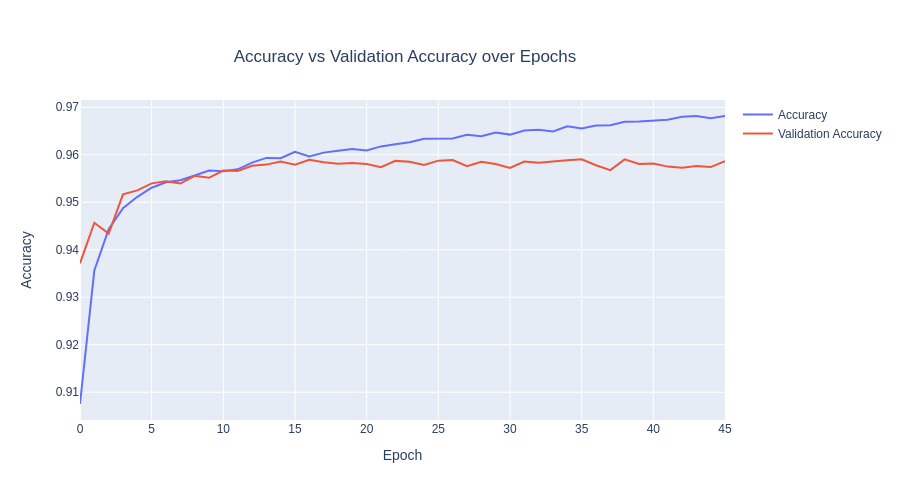 Accuracy vs Validation Accuracy over Epochs
Accuracy
Validation Accuracy
0.97
0.96
0.95
0.94
0.93
0.92
0.91
Accuracy
0 5 10 15 20 25 30 35 40 45
Epoch